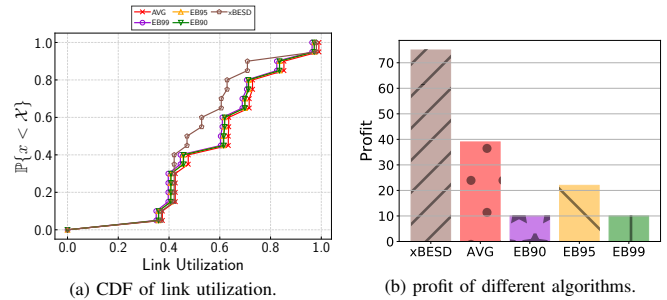 AVG
EB95
xBESD
EB99
EB90
1.0
0.8
0.6
0.4
0.2
0.0
ℙ{x < 𝒳}
0.0 0.2 0.4 0.6 0.8 1.0
Link Utilization
(a) CDF of link utilization.
70
60
50
40
30
20
10
0
Profit
xBESD AVG EB90 EB95 EB99
(b) profit of different algorithms.